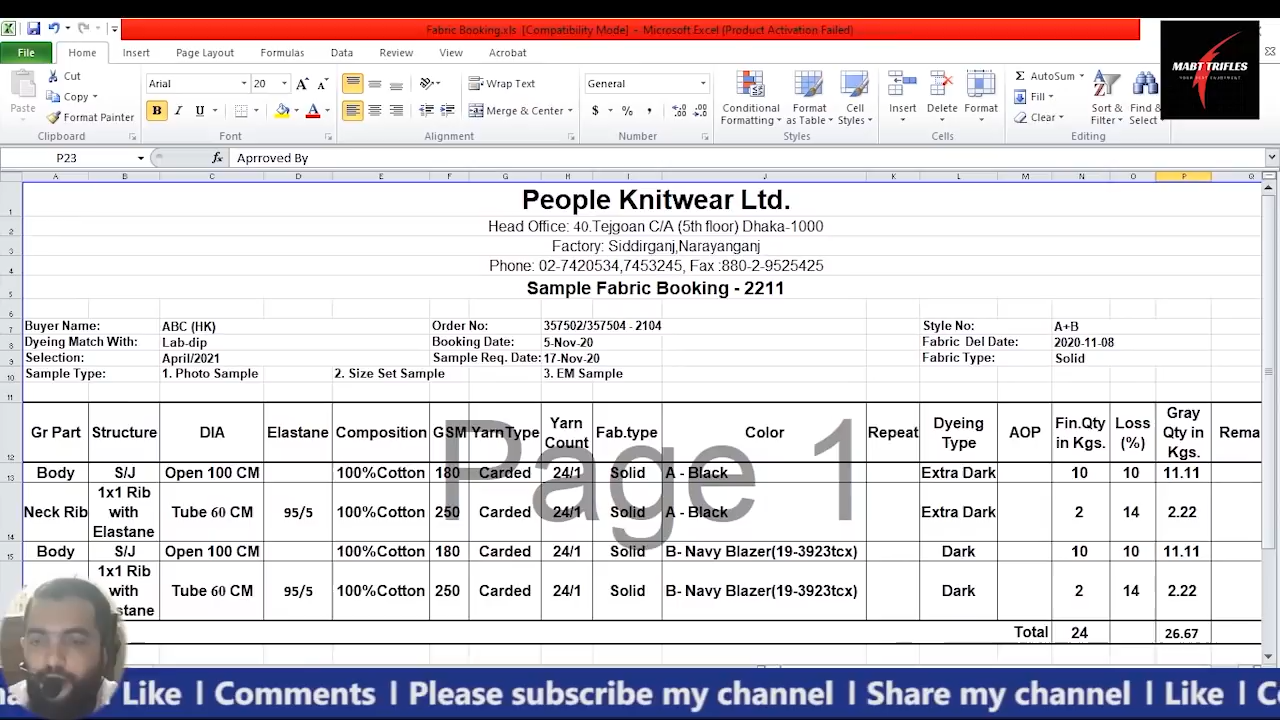 Fabric Booking.xls [Compatibility Mode] - Microsoft Excel (Product Activation Failed)
MABT TRIFLES
File Home Insert Page Layout Formulas Data Review View Acrobat
Cut
Copy
Format Painter
Paste
Clipboard
Arial 20
B I U
Font
Wrap Text
Merge & Center
Alignment
General
$ % ,
Number
Conditional Formatting
Format as Table
Cell Styles
Styles
Insert Delete Format
Cells
AutoSum
Fill
Clear
Sort & Filter
Find & Select
Editing
P23 fx Aprroved By
A B C D E F G H I J K L M N O P Q
People Knitwear Ltd.
Head Office: 40.Tejgoan C/A (5th floor) Dhaka-1000
Factory: Siddirganj,Narayanganj
Phone: 02-7420534,7453245, Fax :880-2-9525425
Sample Fabric Booking - 2211
Buyer Name: ABC (HK) Order No: 357502/357504 - 2104 Style No: A+B
Dyeing Match With: Lab-dip Booking Date: 5-Nov-20 Fabric Del Date: 2020-11-08
Selection: April/2021 Sample Req. Date: 17-Nov-20 Fabric Type: Solid
Sample Type: 1. Photo Sample 2. Size Set Sample 3. EM Sample
Page 1
Gr Part Structure DIA Elastane Composition GSM YarnType Yarn Count Fab.type Color Repeat Dyeing Type AOP Fin.Qty in Kgs. Loss (%) Gray Qty in Kgs. Rema
Body S/J Open 100 CM 100%Cotton 180 Carded 24/1 Solid A - Black Extra Dark 10 10 11.11
Neck Rib 1x1 Rib with Elastane Tube 60 CM 95/5 100%Cotton 250 Carded 24/1 Solid A - Black Extra Dark 2 14 2.22
Body S/J Open 100 CM 100%Cotton 180 Carded 24/1 Solid B- Navy Blazer(19-3923tcx) Dark 10 10 11.11
1x1 Rib with stane Tube 60 CM 95/5 100%Cotton 250 Carded 24/1 Solid B- Navy Blazer(19-3923tcx) Dark 2 14 2.22
Total 24 26.67
Like l Comments l Please subscribe my channel l Share my channel l Like l Co